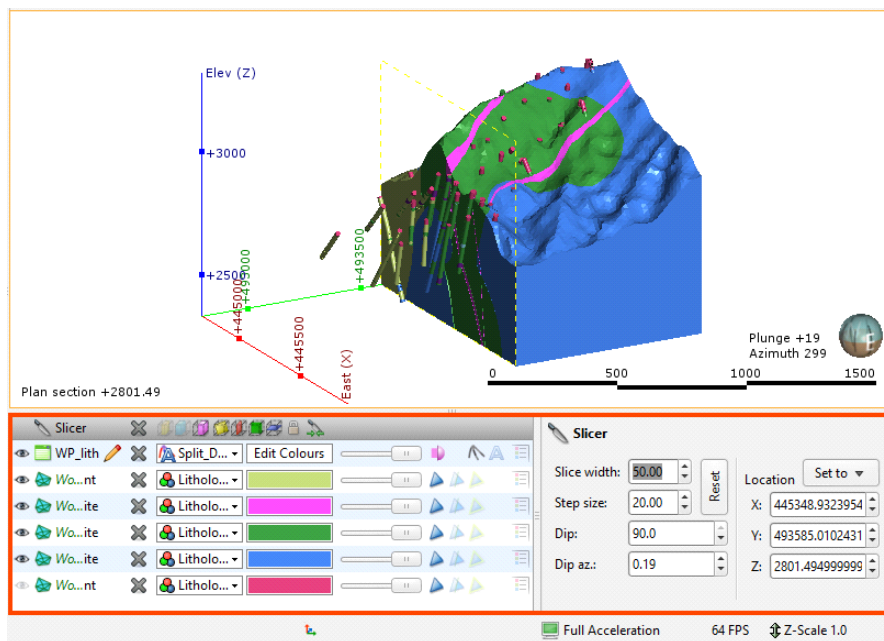 Elev (Z)
+3000
+2500
+493000
+493500
+445000
+445500
East (X)
Plunge +19
Azimuth 299
E
0 500 1000 1500
Plan section +2801.49
Slicer
WP_lith Split_D... Edit Colours
Wo...nt Litholo...
Wo...ite Litholo...
Wo...ite Litholo...
Wo...ite Litholo...
Wo...nt Litholo...
Slicer
Slice width: 50.00
Step size: 20.00
Reset
Dip: 90.0
Dip az.: 0.19
Location Set to
X: 445348.9323954
Y: 493585.0102431
Z: 2801.494999999
Full Acceleration 64 FPS Z-Scale 1.0